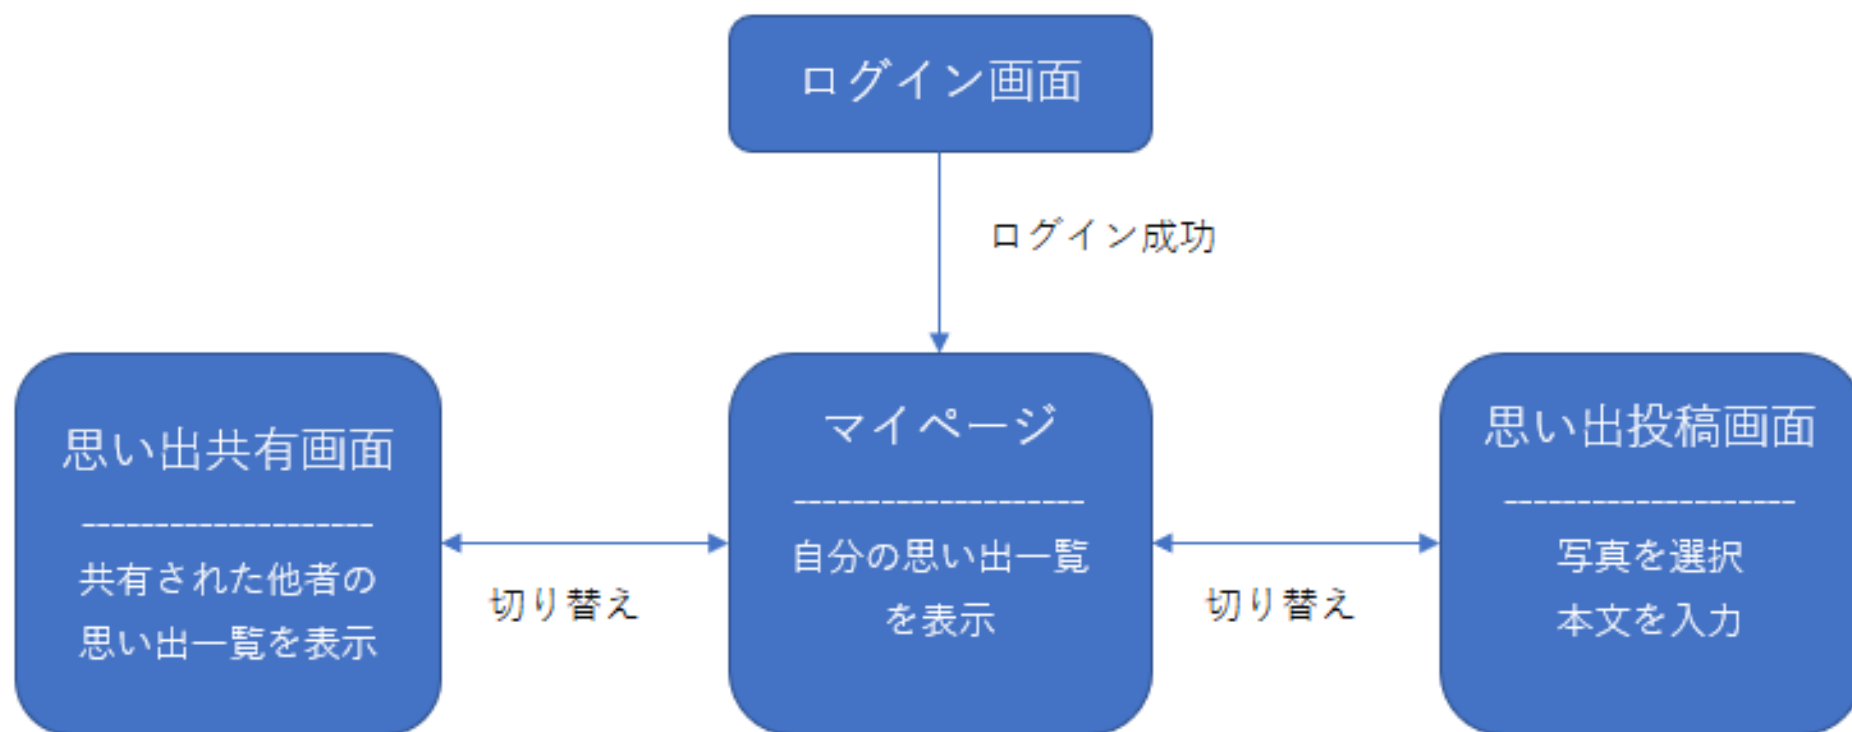 ログイン画面
ログイン成功
思い出共有画面
--------------------
共有された他者の
思い出一覧を表示
切り替え
マイページ
--------------------
自分の思い出一覧
を表示
切り替え
思い出投稿画面
--------------------
写真を選択
本文を入力